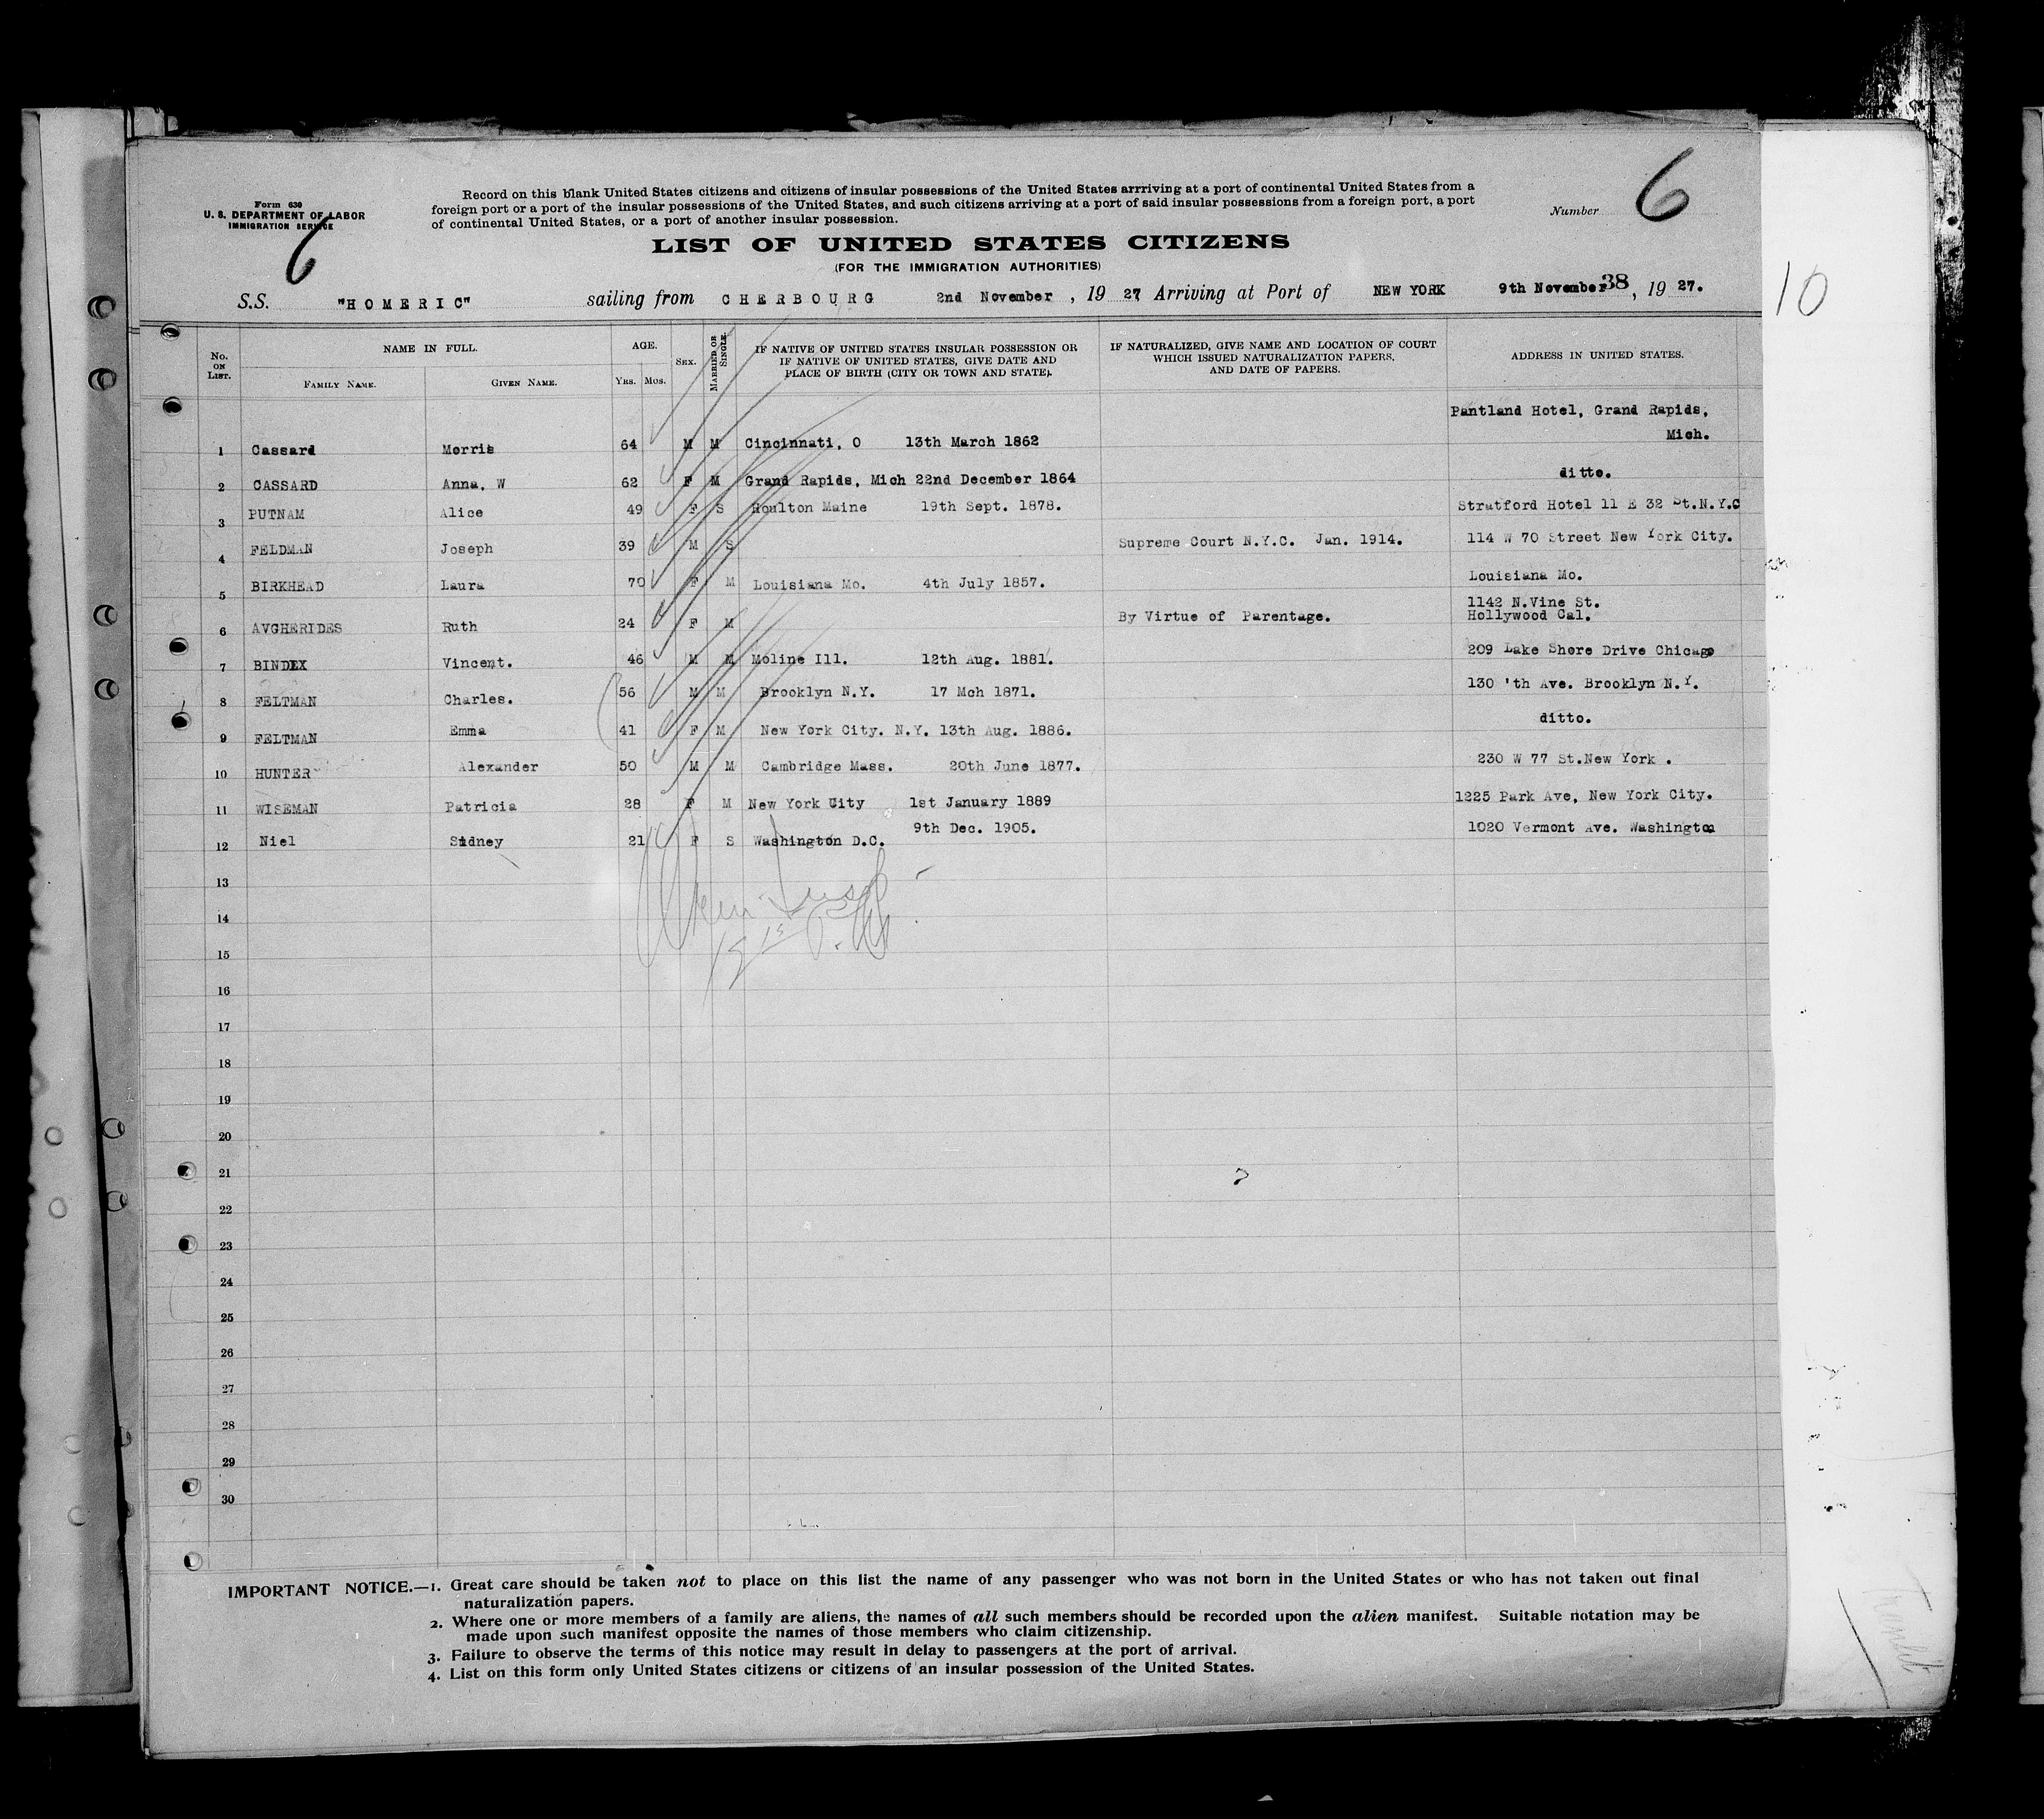 Form 630
U. S. DEPARTMENT OF LABOR
IMMIGRATION SERVICE
6
Record on this blank United States citizens and citizens of insular possessions of the United States arrriving at a port of continental United States from a
foreign port or a port of the insular possessions of the United States, and such citizens arriving at a port of said insular possessions from a foreign port, a port
of continental United States, or a port of another insular possession.
Number 6
LIST OF UNITED STATES CITIZENS
(FOR THE IMMIGRATION AUTHORITIES)
S.S. "HOMERIC" sailing from CHERBOURG 2nd November , 19 27 Arriving at Port of NEW YORK 9th November 38 , 19 27.
10
No. ON LIST. NAME IN FULL. FAMILY NAME. GIVEN NAME. AGE. YRS. MOS. SEX. MARRIED OR SINGLE. IF NATIVE OF UNITED STATES INSULAR POSSESSION OR IF NATIVE OF UNITED STATES, GIVE DATE AND PLACE OF BIRTH (CITY OR TOWN AND STATE). IF NATURALIZED, GIVE NAME AND LOCATION OF COURT WHICH ISSUED NATURALIZATION PAPERS, AND DATE OF PAPERS. ADDRESS IN UNITED STATES.
1 Cassard Morris 64 M M Cincinnati, O 13th March 1862 Pantland Hotel, Grand Rapids, Mich.
2 CASSARD Anna, W 62 F M Grand Rapids, Mich 22nd December 1864 ditto.
3 PUTNAM Alice 49 F S Houlton Maine 19th Sept. 1878. Stratford Hotel 11 E 32 St.N.Y.C
4 FELDMAN Joseph 39 M S Supreme Court N.Y.C. Jan. 1914. 114 W 70 Street New York City.
5 BIRKHEAD Laura 70 F M Louisiana Mo. 4th July 1857. Louisiana Mo.
6 AVGHERIDES Ruth 24 F M By Virtue of Parentage. 1142 N.Vine St. Hollywood Cal.
7 BINDEX Vincent. 46 M M Moline Ill. 12th Aug. 1881. 209 Lake Shore Drive Chicago
8 FELTMAN Charles. 56 M M Brooklyn N.Y. 17 Mch 1871. 130 'th Ave. Brooklyn N.Y.
9 FELTMAN Emma 41 F M New York City. N.Y. 13th Aug. 1886. ditto.
10 HUNTER Alexander 50 M M Cambridge Mass. 20th June 1877. 230 W 77 St.New York .
11 WISEMAN Patricia 28 F M New York City 1st January 1889 1225 Park Ave, New York City.
12 Niel Sidney 21 F S Washington D.C. 9th Dec. 1905. 1020 Vermont Ave. Washington
13
14
15
16
17
18
19
20
21
22
23
24
25
26
27
28
29
30
IMPORTANT NOTICE.—1. Great care should be taken not to place on this list the name of any passenger who was not born in the United States or who has not taken out final
naturalization papers.
2. Where one or more members of a family are aliens, the names of all such members should be recorded upon the alien manifest. Suitable notation may be
made upon such manifest opposite the names of those members who claim citizenship.
3. Failure to observe the terms of this notice may result in delay to passengers at the port of arrival.
4. List on this form only United States citizens or citizens of an insular possession of the United States.